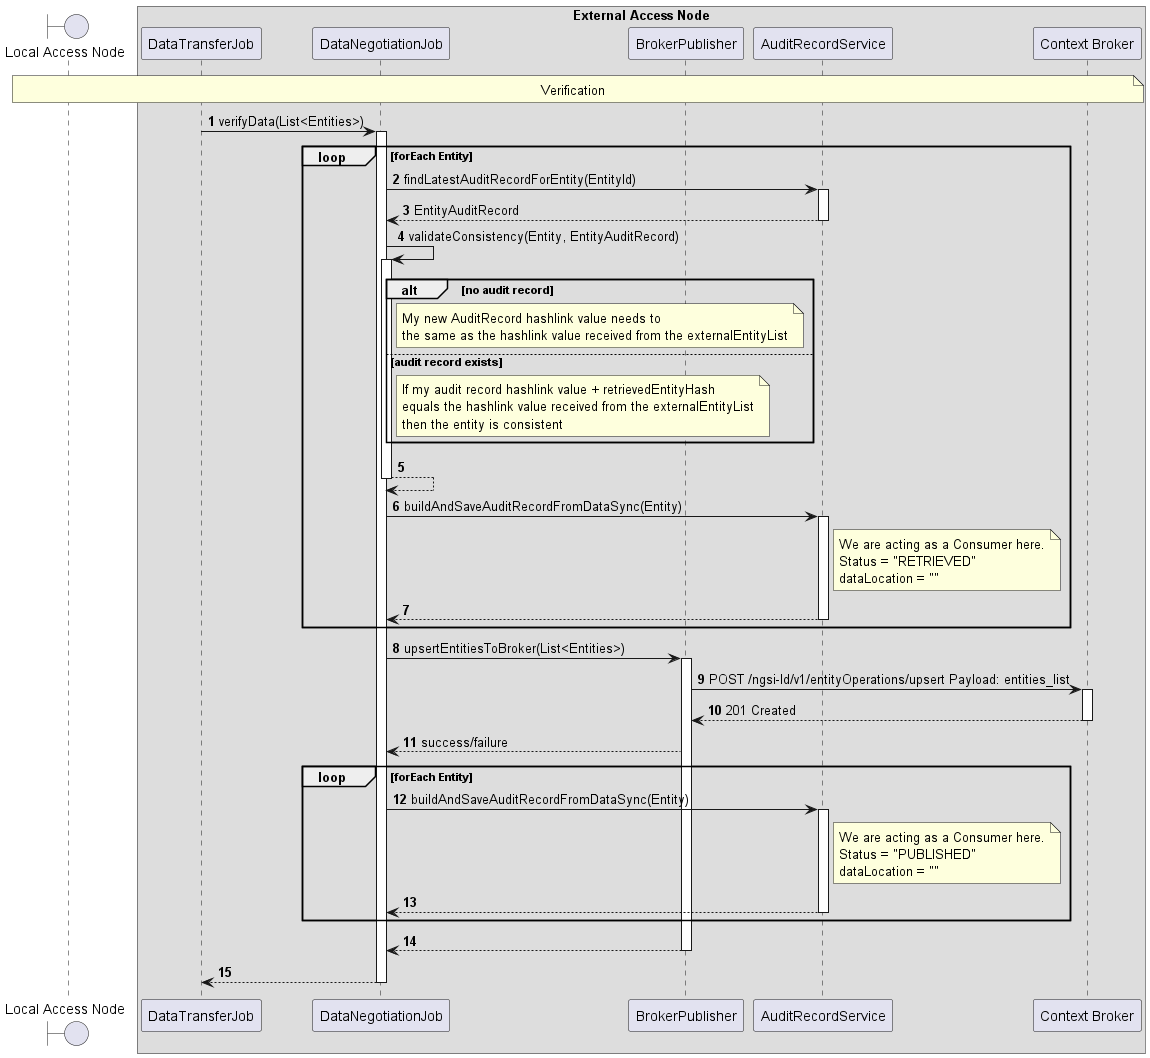 External Access Node
Local Access Node
DataTransferJob
DataNegotiationJob
BrokerPublisher
AuditRecordService
Context Broker
Verification
1 verifyData(List<Entities>)
loop [forEach Entity]
2 findLatestAuditRecordForEntity(EntityId)
3 EntityAuditRecord
4 validateConsistency(Entity, EntityAuditRecord)
alt [no audit record]
My new AuditRecord hashlink value needs to
the same as the hashlink value received from the externalEntityList
[audit record exists]
If my audit record hashlink value + retrievedEntityHash
equals the hashlink value received from the externalEntityList
then the entity is consistent
5
6 buildAndSaveAuditRecordFromDataSync(Entity)
We are acting as a Consumer here.
Status = "RETRIEVED"
dataLocation = ""
7
8 upsertEntitiesToBroker(List<Entities>)
9 POST /ngsi-ld/v1/entityOperations/upsert Payload: entities_list
10 201 Created
11 success/failure
loop [forEach Entity]
12 buildAndSaveAuditRecordFromDataSync(Entity)
We are acting as a Consumer here.
Status = "PUBLISHED"
dataLocation = ""
13
14
15
Local Access Node
DataTransferJob
DataNegotiationJob
BrokerPublisher
AuditRecordService
Context Broker